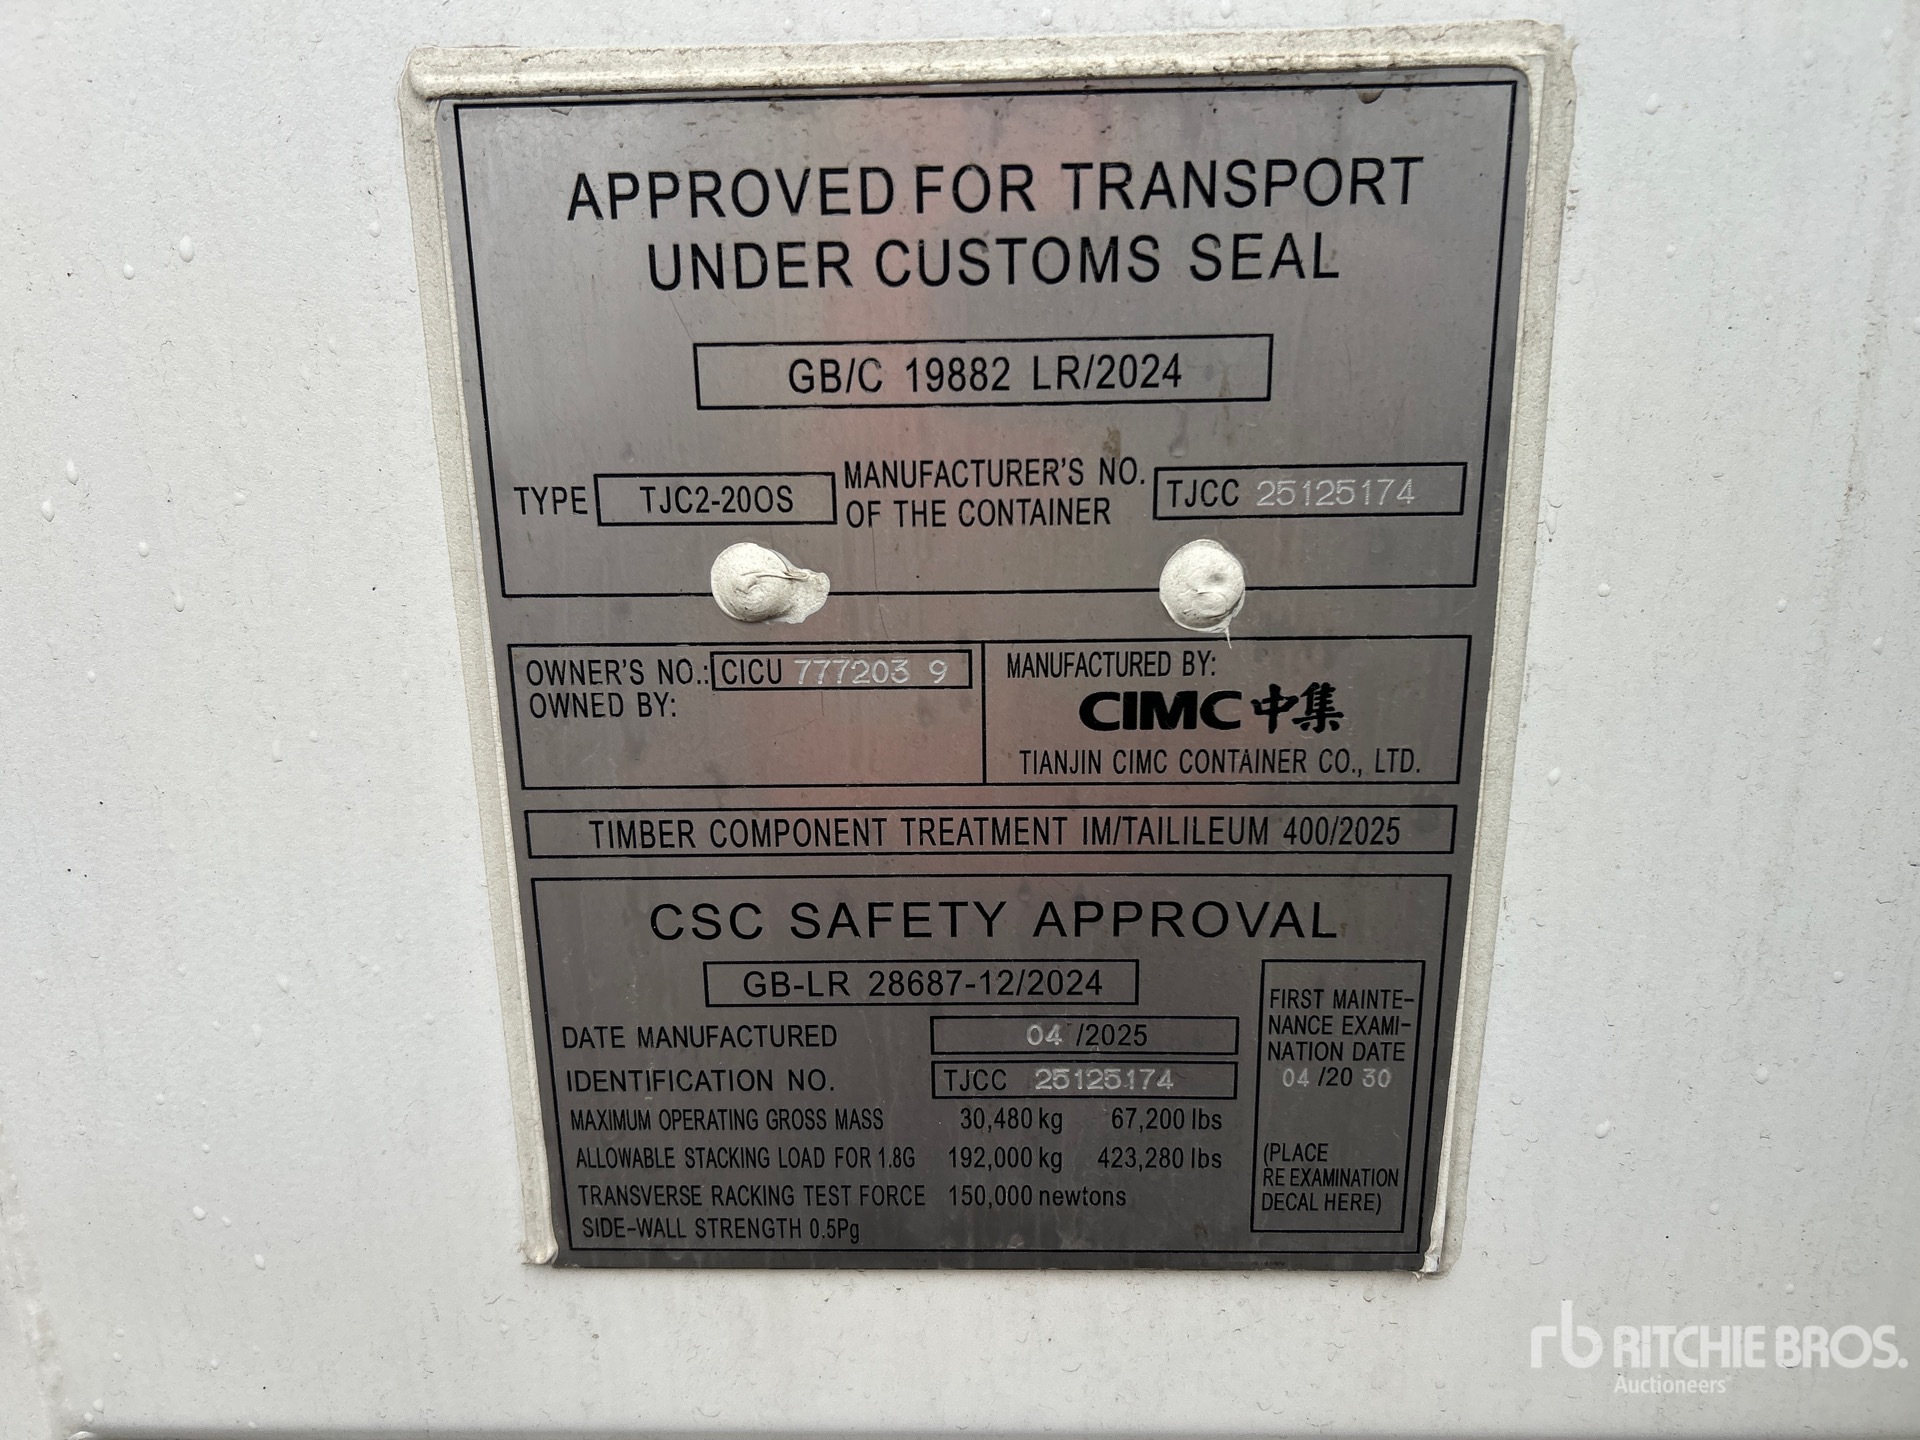 APPROVED FOR TRANSPORT
UNDER CUSTOMS SEAL
GB/C 19882 LR/2024
TYPE TJC2-20OS
MANUFACTURER'S NO.
OF THE CONTAINER
TJCC 25125174
OWNER'S NO.: CICU 777203 9
OWNED BY:
MANUFACTURED BY:
CIMC 中集
TIANJIN CIMC CONTAINER CO., LTD.
TIMBER COMPONENT TREATMENT IM/TAILILEUM 400/2025
CSC SAFETY APPROVAL
GB-LR 28687-12/2024
DATE MANUFACTURED 04 /2025
IDENTIFICATION NO. TJCC 25125174
MAXIMUM OPERATING GROSS MASS 30,480 kg 67,200 lbs
ALLOWABLE STACKING LOAD FOR 1.8G 192,000 kg 423,280 lbs
TRANSVERSE RACKING TEST FORCE 150,000 newtons
SIDE-WALL STRENGTH 0.5Pg
FIRST MAINTE-
NANCE EXAMI-
NATION DATE
04 /20 30
(PLACE
RE EXAMINATION
DECAL HERE)
rb RITCHIE BROS.
Auctioneers